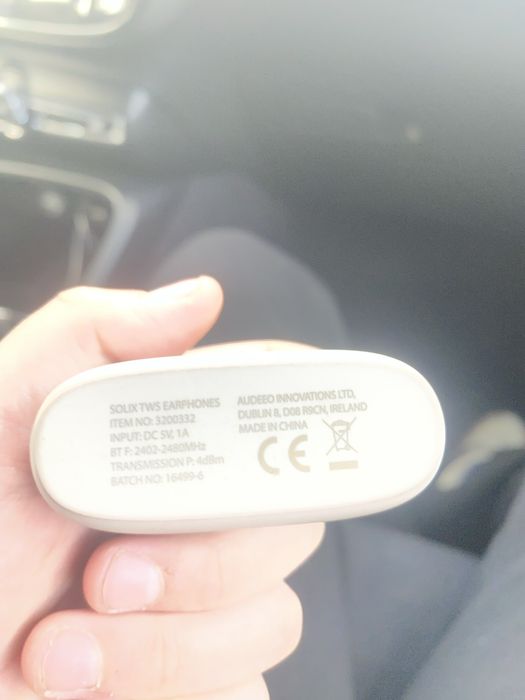 SOLIX TWS EARPHONES
ITEM NO: 3200332
INPUT: DC 5V, 1A
BT F: 2402-2480MHz
TRANSMISSION P: 4dBm
BATCH NO: 16499-6
AUDEEO INNOVATIONS LTD,
DUBLIN 8, D08 R9CN, IRELAND
MADE IN CHINA
CE